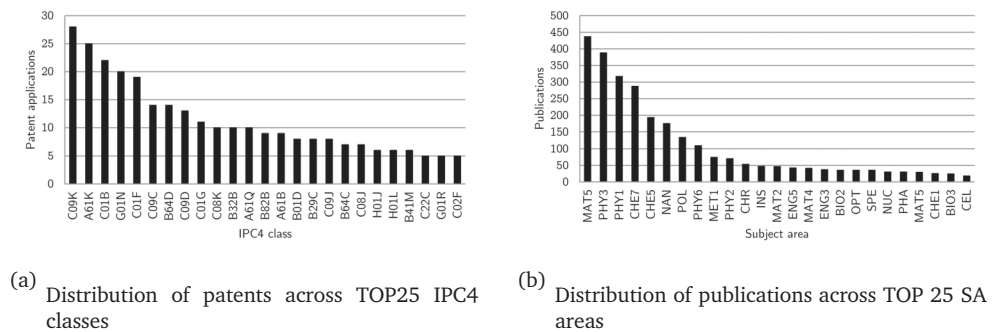 30
25
20
15
10
5
0
Patent applications
C09K A61K C01B G01N C01F C09C B64D C09D C01G C08K B32B A61Q B82B A61B B01D B29C C09J B64C C08J H01J H01L B41M C22C G01R C02F
IPC4 class
500
450
400
350
300
250
200
150
100
50
0
Publications
MAT5 PHY3 PHY1 CHE7 CHE5 NAN POL PHY6 MET1 PHY2 CHR INS MAT2 ENG5 MAT4 ENG3 BIO2 OPT SPE NUC PHA MAT5 CHE1 BIO3 CEL
Subject area
(a) Distribution of patents across TOP25 IPC4
classes
(b) Distribution of publications across TOP 25 SA
areas